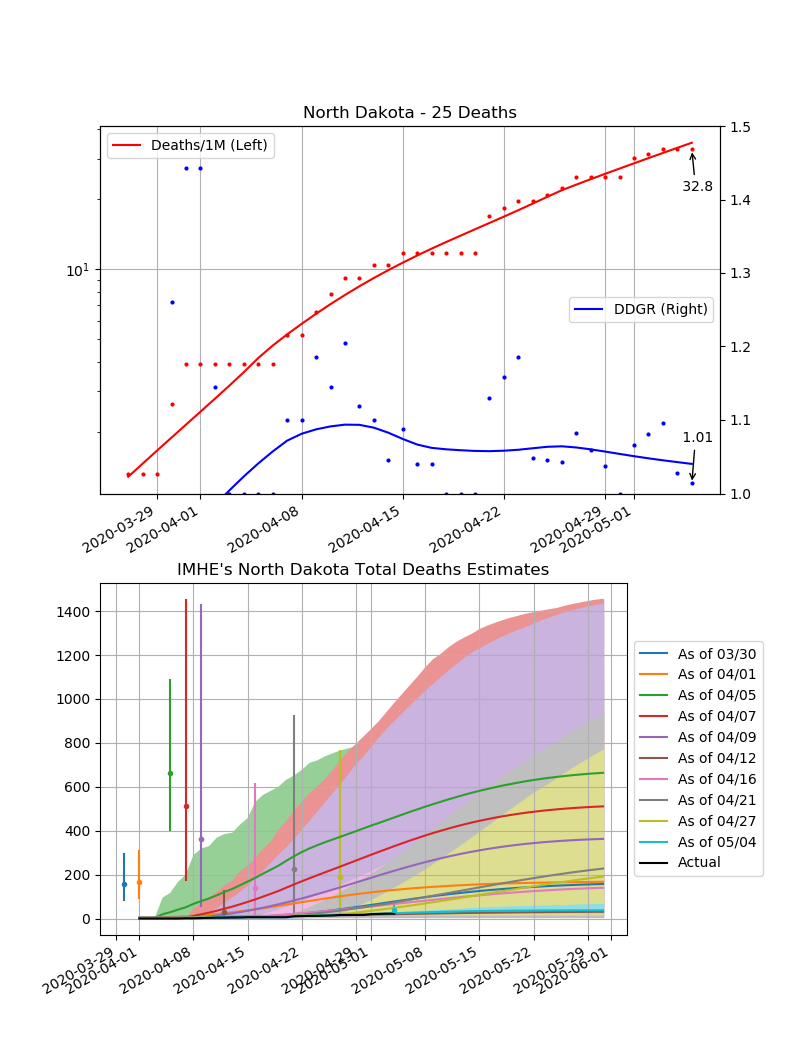 North Dakota - 25 Deaths
Deaths/1M (Left)
1.5
32.8
1.4
10¹
1.3
DDGR (Right)
1.2
1.01
1.1
1.0
2020-03-29
2020-04-01
2020-04-08
2020-04-15
2020-04-22
2020-04-29
2020-05-01
IMHE's North Dakota Total Deaths Estimates
1400
1200
1000
800
600
400
200
0
As of 03/30
As of 04/01
As of 04/05
As of 04/07
As of 04/09
As of 04/12
As of 04/16
As of 04/21
As of 04/27
As of 05/04
Actual
2020-03-29
2020-04-01
2020-04-08
2020-04-15
2020-04-22
2020-04-29
2020-05-01
2020-05-08
2020-05-15
2020-05-22
2020-05-29
2020-06-01